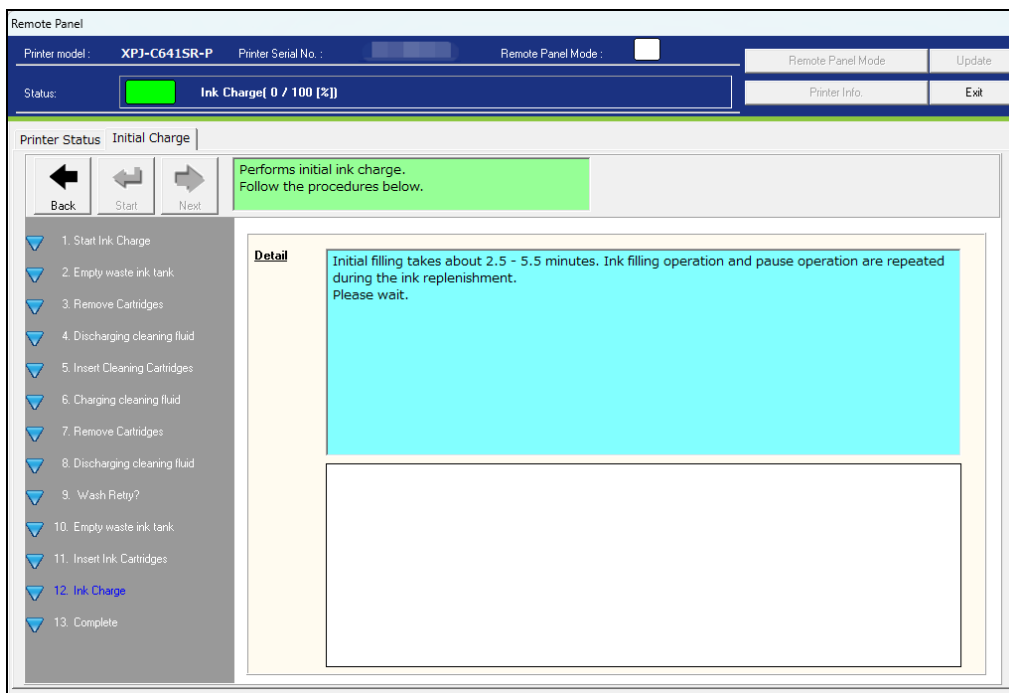 Remote Panel
Printer model : XPJ-C641SR-P Printer Serial No. : Remote Panel Mode :
Remote Panel Mode Update
Status: Ink Charge( 0 / 100 [%])
Printer Info. Exit
Printer Status Initial Charge
Back Start Next
Performs initial ink charge.
Follow the procedures below.
1. Start Ink Charge
2. Empty waste ink tank
3. Remove Cartridges
4. Discharging cleaning fluid
5. Insert Cleaning Cartridges
6. Charging cleaning fluid
7. Remove Cartridges
8. Discharging cleaning fluid
9. Wash Retry?
10. Empty waste ink tank
11. Insert Ink Cartridges
12. Ink Charge
13. Complete
Detail
Initial filling takes about 2.5 - 5.5 minutes. Ink filling operation and pause operation are repeated
during the ink replenishment.
Please wait.